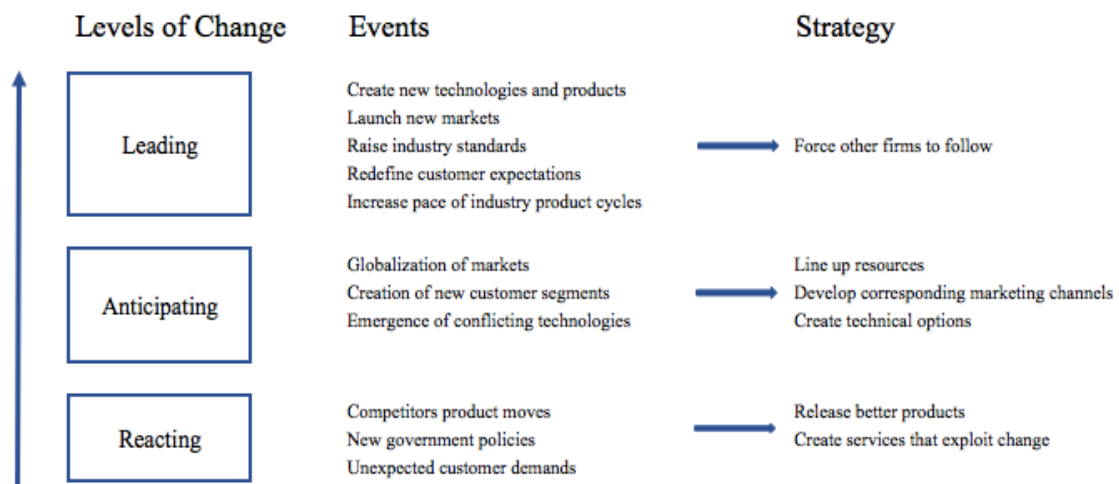 Levels of Change
Events
Strategy
Leading
Create new technologies and products
Launch new markets
Raise industry standards
Redefine customer expectations
Increase pace of industry product cycles
Force other firms to follow
Anticipating
Globalization of markets
Creation of new customer segments
Emergence of conflicting technologies
Line up resources
Develop corresponding marketing channels
Create technical options
Reacting
Competitors product moves
New government policies
Unexpected customer demands
Release better products
Create services that exploit change